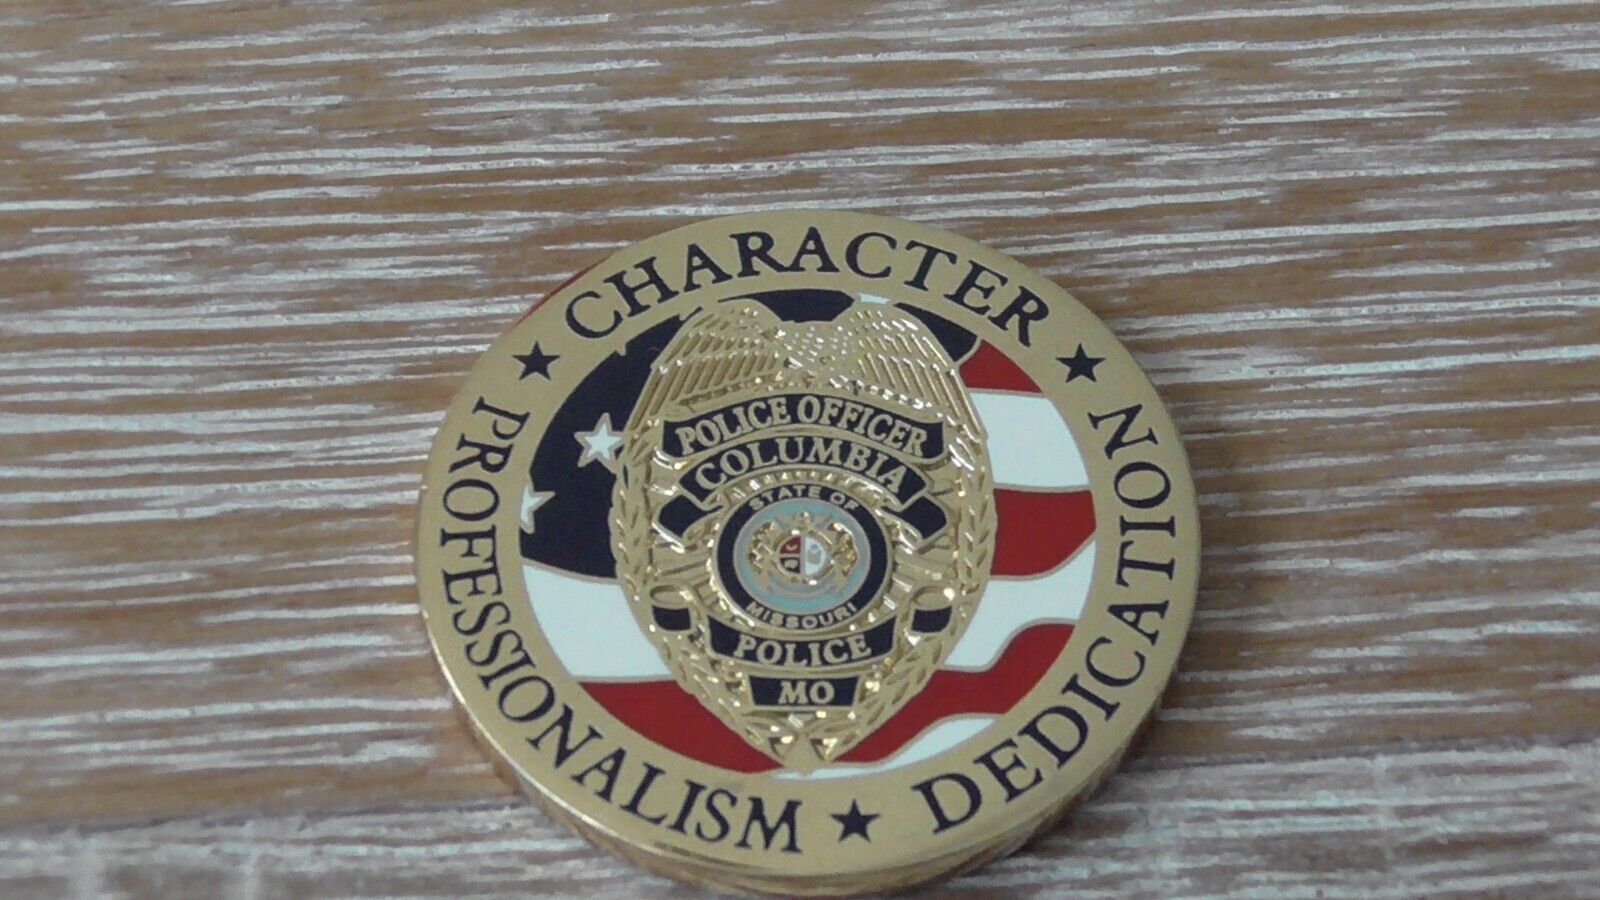 CHARACTER
PROFESSIONALISM
DEDICATION
POLICE OFFICER
COLUMBIA
STATE OF
MISSOURI
POLICE
MO